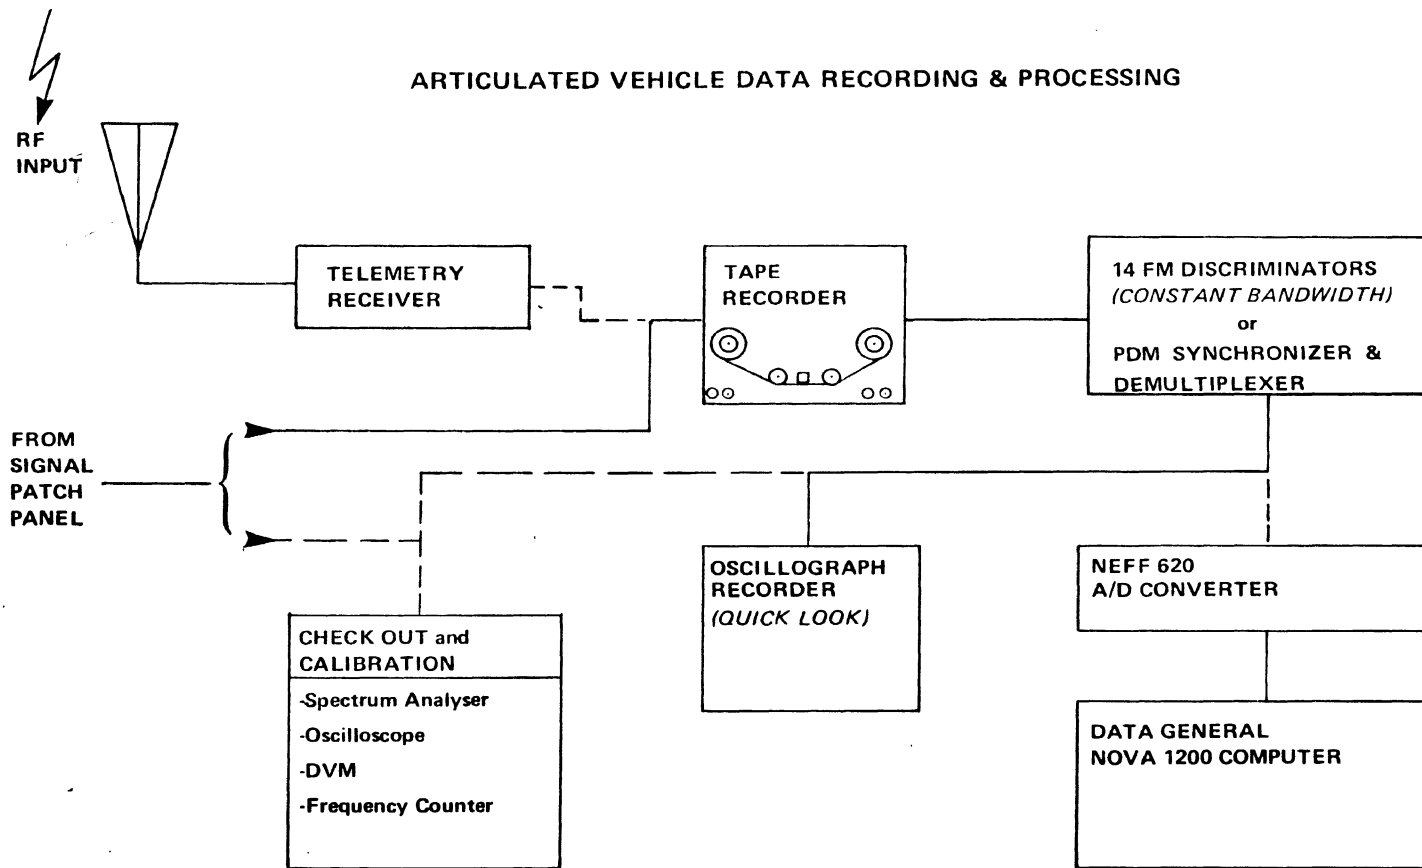 ARTICULATED VEHICLE DATA RECORDING & PROCESSING
RF
INPUT
TELEMETRY
RECEIVER
TAPE
RECORDER
14 FM DISCRIMINATORS
(CONSTANT BANDWIDTH)
or
PDM SYNCHRONIZER &
DEMULTIPLEXER
FROM
SIGNAL
PATCH
PANEL
OSCILLOGRAPH
RECORDER
(QUICK LOOK)
NEFF 620
A/D CONVERTER
CHECK OUT and
CALIBRATION
-Spectrum Analyser
-Oscilloscope
-DVM
-Frequency Counter
DATA GENERAL
NOVA 1200 COMPUTER